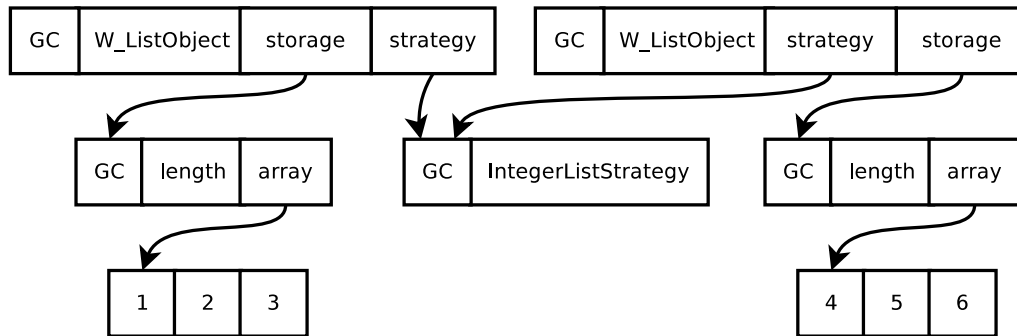 GC W_ListObject storage strategy GC W_ListObject strategy storage
GC length array GC IntegerListStrategy GC length array
1 2 3 4 5 6